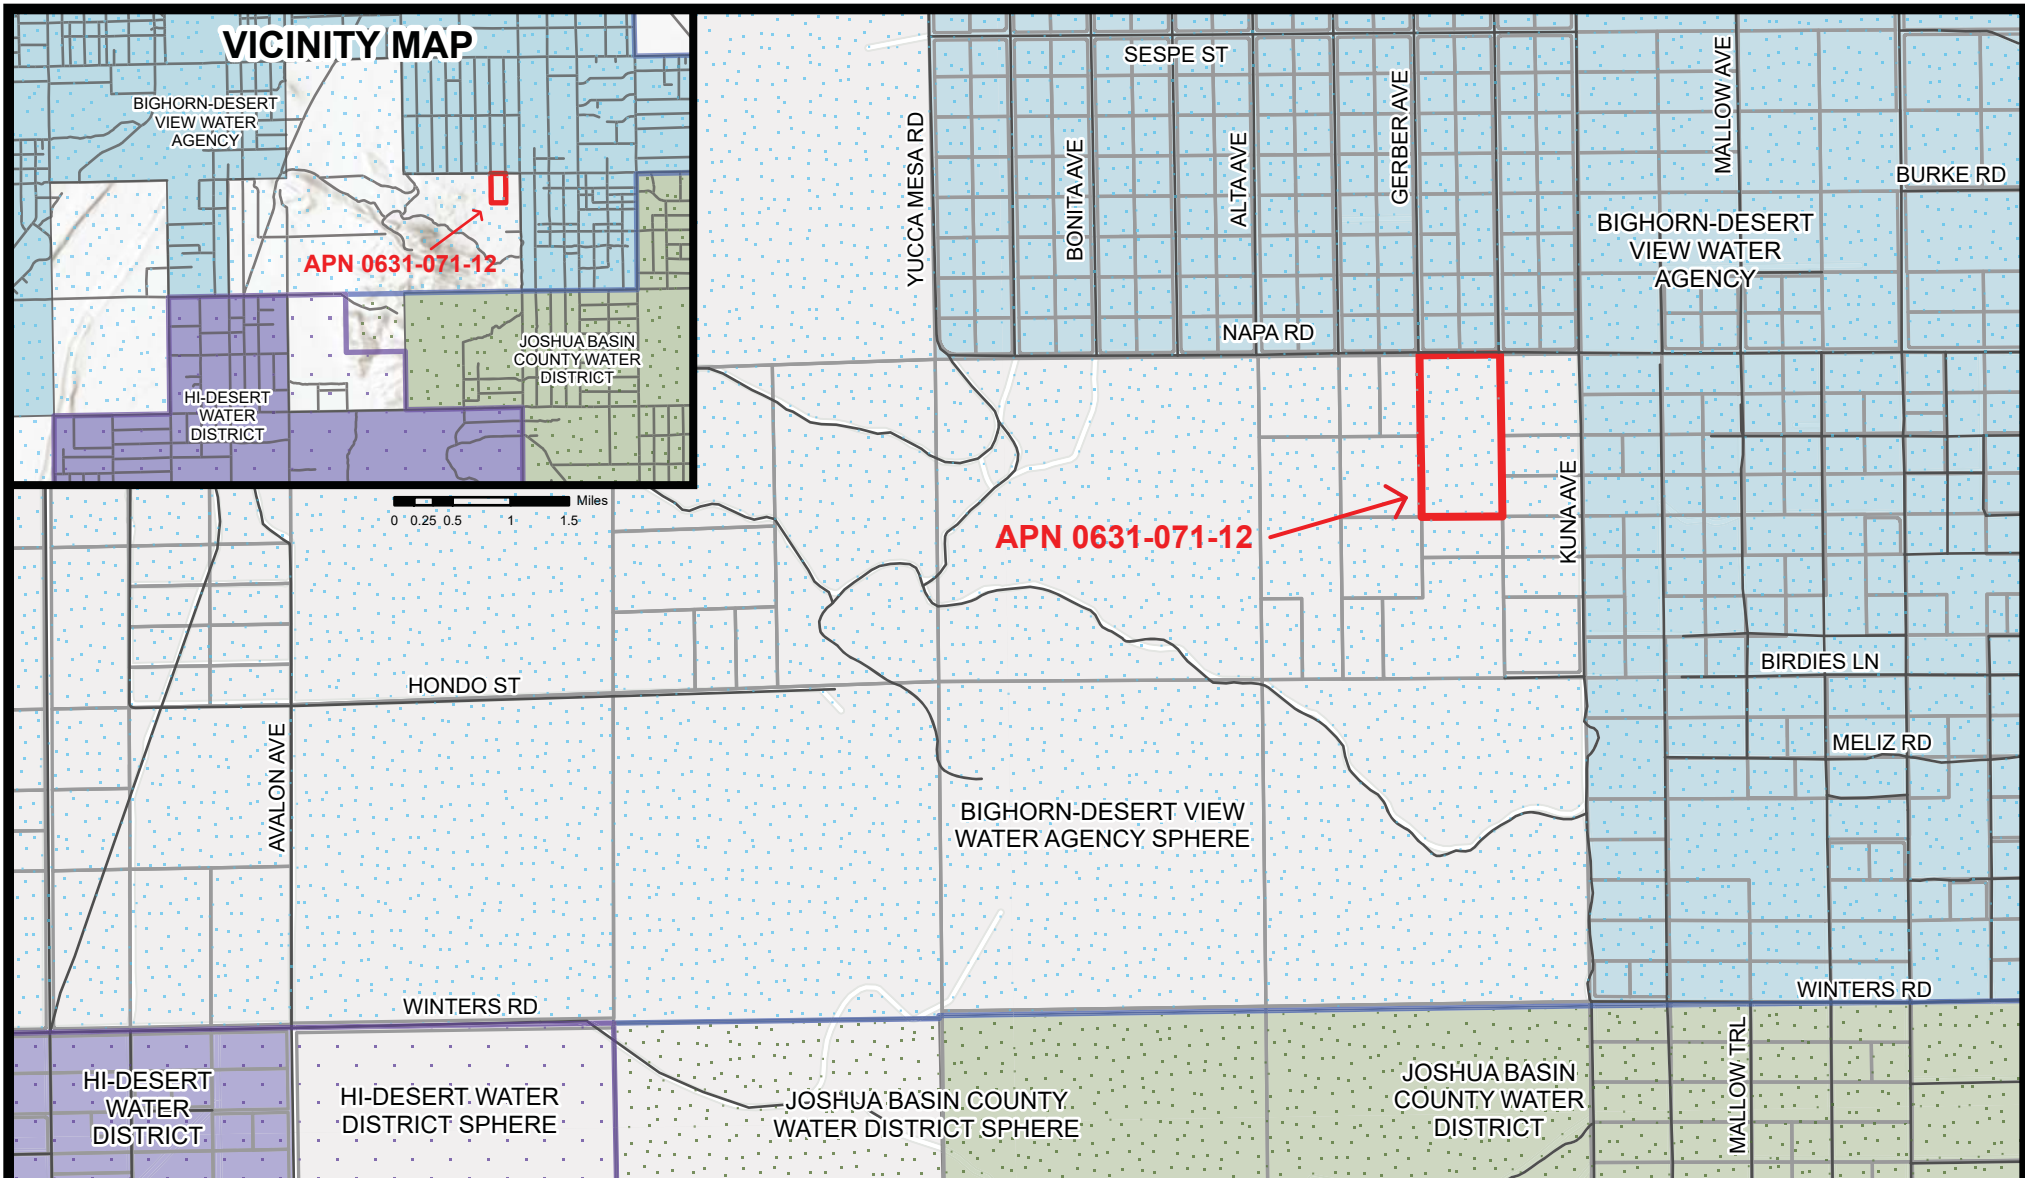 VICINITY MAP
BIGHORN-DESERT
VIEW WATER
AGENCY
APN 0631-071-12
JOSHUA BASIN
COUNTY WATER
DISTRICT
HI-DESERT
WATER
DISTRICT
Miles
0 0.25 0.5 1 1.5
SESPE ST
YUCCA MESA RD
BONITA AVE
ALTA AVE
GERBER AVE
MALLOW AVE
BURKE RD
BIGHORN-DESERT
VIEW WATER
AGENCY
NAPA RD
KUNA AVE
APN 0631-071-12
BIRDIES LN
HONDO ST
MELIZ RD
AVALON AVE
BIGHORN-DESERT VIEW
WATER AGENCY SPHERE
WINTERS RD
WINTERS RD
HI-DESERT
WATER
DISTRICT
HI-DESERT WATER
DISTRICT SPHERE
JOSHUA BASIN COUNTY
WATER DISTRICT SPHERE
JOSHUA BASIN
COUNTY WATER
DISTRICT
MALLOW TRL